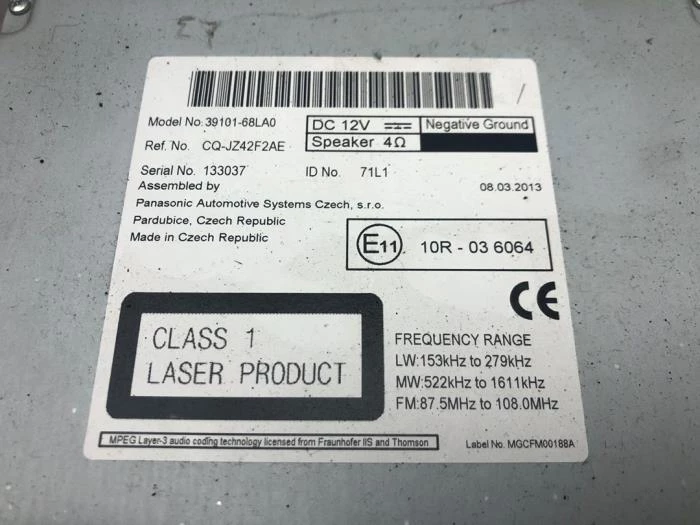 E7
Model No. 39101-68LA0
DC 12V Negative Ground
Ref. No. CQ-JZ42F2AE
Speaker 4Ω
Serial No. 133037 ID No. 71L1
Assembled by
08.03.2013
Panasonic Automotive Systems Czech, s.r.o.
Pardubice, Czech Republic
Made in Czech Republic
E11 10R - 03 6064
CE
CLASS 1
LASER PRODUCT
FREQUENCY RANGE
LW:153kHz to 279kHz
MW:522kHz to 1611kHz
FM:87.5MHz to 108.0MHz
MPEG Layer-3 audio coding technology licensed from Fraunhofer IIS and Thomson
Label No. MGCFM00188A